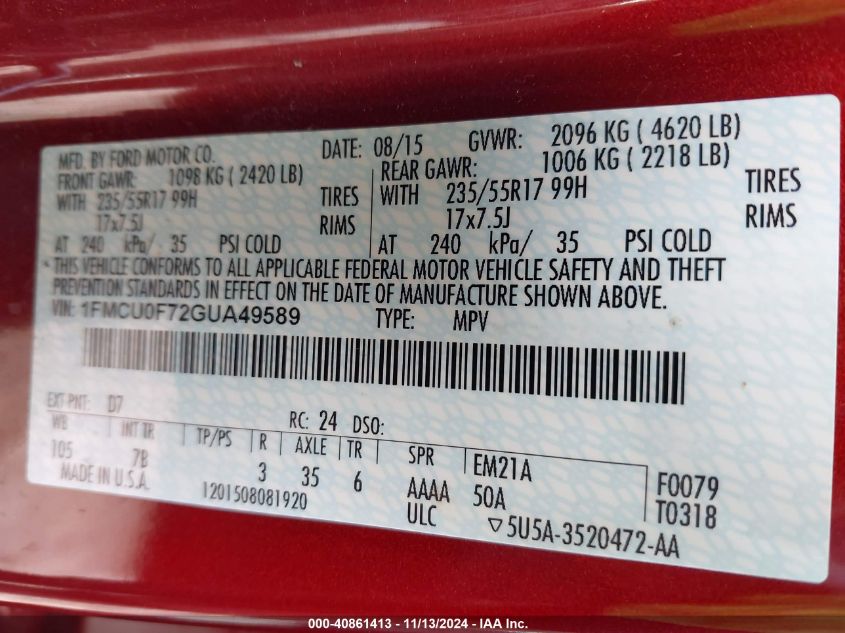 MFD. BY FORD MOTOR CO. DATE: 08/15 GVWR: 2096 KG ( 4620 LB)
FRONT GAWR: 1098 KG ( 2420 LB) REAR GAWR: 1006 KG ( 2218 LB)
WITH 235/55R17 99H TIRES WITH 235/55R17 99H TIRES
17x7.5J RIMS 17x7.5J RIMS
AT 240 kPa/ 35 PSI COLD AT 240 kPa/ 35 PSI COLD
THIS VEHICLE CONFORMS TO ALL APPLICABLE FEDERAL MOTOR VEHICLE SAFETY AND THEFT
PREVENTION STANDARDS IN EFFECT ON THE DATE OF MANUFACTURE SHOWN ABOVE.
VIN: 1FMCU0F72GUA49589 TYPE: MPV
EXT PNT: D7 RC: 24 DSO:
WB INT TR TP/PS R AXLE TR SPR EM21A F0079
105 7B 3 35 6 AAAA 50A T0318
MADE IN U.S.A. 1201508081920 ULC ▽5U5A-3520472-AA
000-40861413 - 11/13/2024 - IAA Inc.